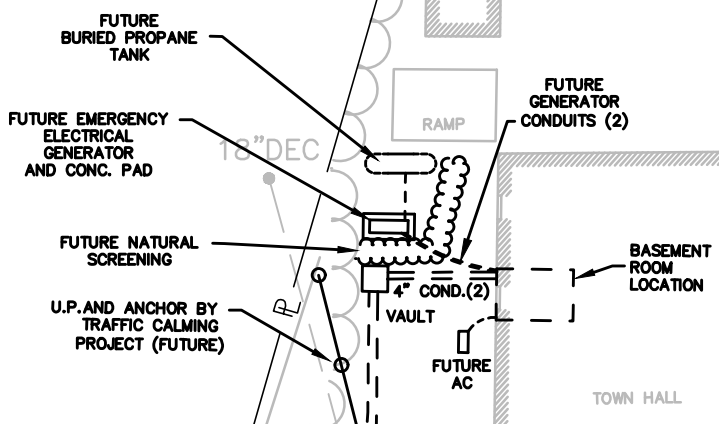 FUTURE
BURIED PROPANE
TANK
FUTURE EMERGENCY
ELECTRICAL
GENERATOR
AND CONC. PAD
18"DEC
RAMP
FUTURE
GENERATOR
CONDUITS (2)
FUTURE NATURAL
SCREENING
BASEMENT
ROOM
LOCATION
U.P.AND ANCHOR BY
TRAFFIC CALMING
PROJECT (FUTURE)
PL
4" COND.(2)
VAULT
FUTURE
AC
TOWN HALL